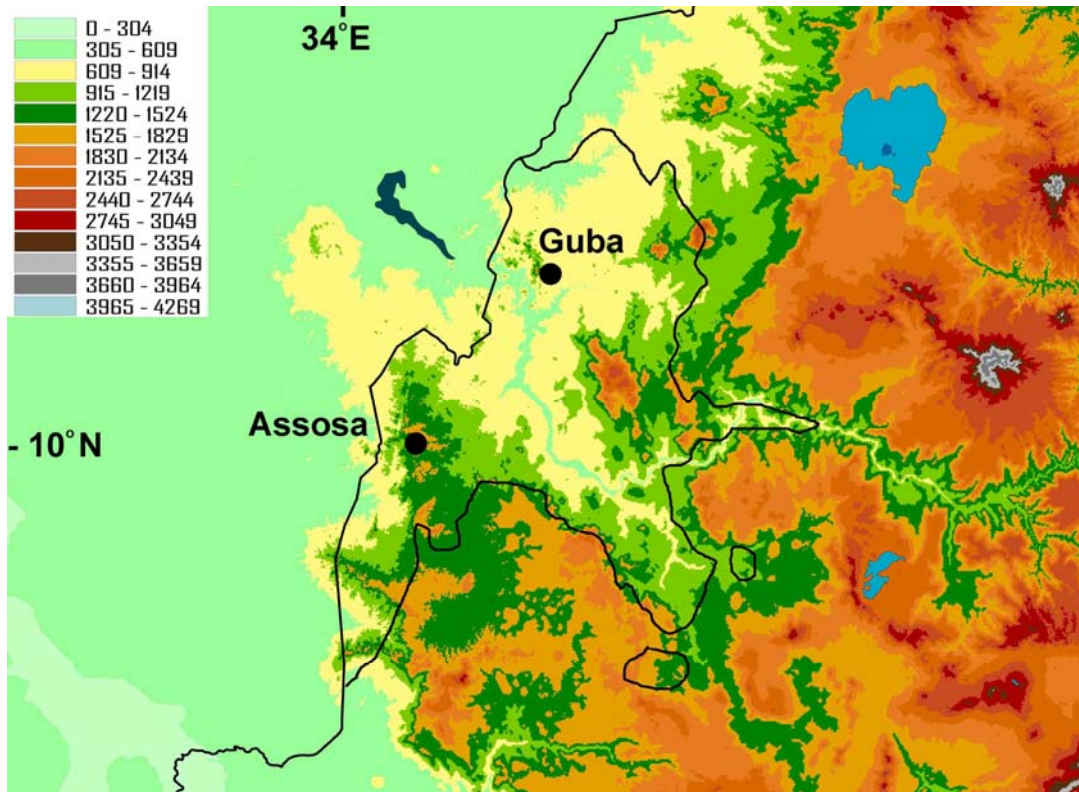 0 - 304
305 - 609
609 - 914
915 - 1219
1220 - 1524
1525 - 1829
1830 - 2134
2135 - 2439
2440 - 2744
2745 - 3049
3050 - 3354
3355 - 3659
3660 - 3964
3965 - 4269
34°E
Guba
Assosa
- 10°N